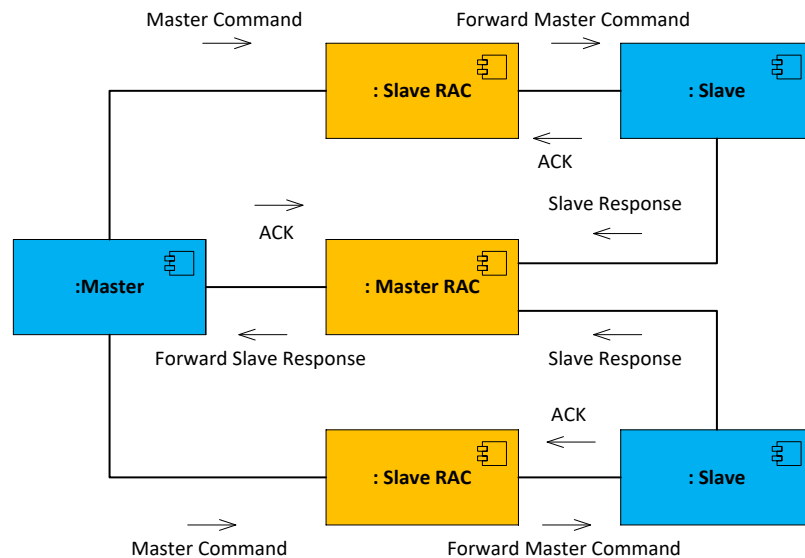 Master Command
Forward Master Command
: Slave RAC
: Slave
ACK
Slave Response
ACK
:Master
: Master RAC
Forward Slave Response
Slave Response
ACK
: Slave RAC
: Slave
Master Command
Forward Master Command